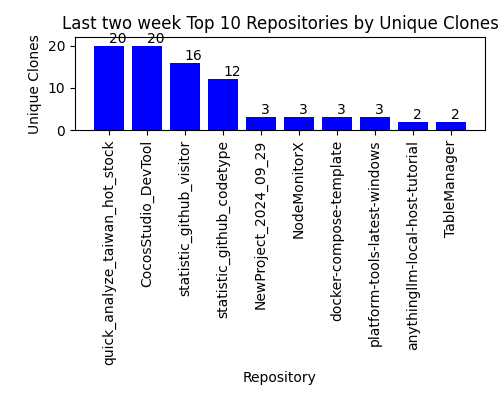 Last two week Top 10 Repositories by Unique Clones
Unique Clones
20
10
0
20
20
16
12
3
3
3
3
2
2
quick_analyze_taiwan_hot_stock
CocosStudio_DevTool
statistic_github_visitor
statistic_github_codetype
NewProject_2024_09_29
NodeMonitorX
docker-compose-template
platform-tools-latest-windows
anythingllm-local-host-tutorial
TableManager
Repository